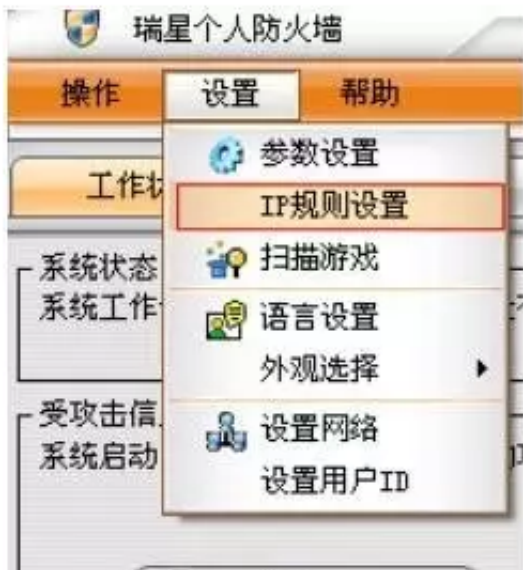 瑞星个人防火墙
操作 设置 帮助
参数设置
工作
IP规则设置
扫描游戏
系统状态
系统工作
语言设置
外观选择
受攻击信
设置网络
系统启动
设置用户ID